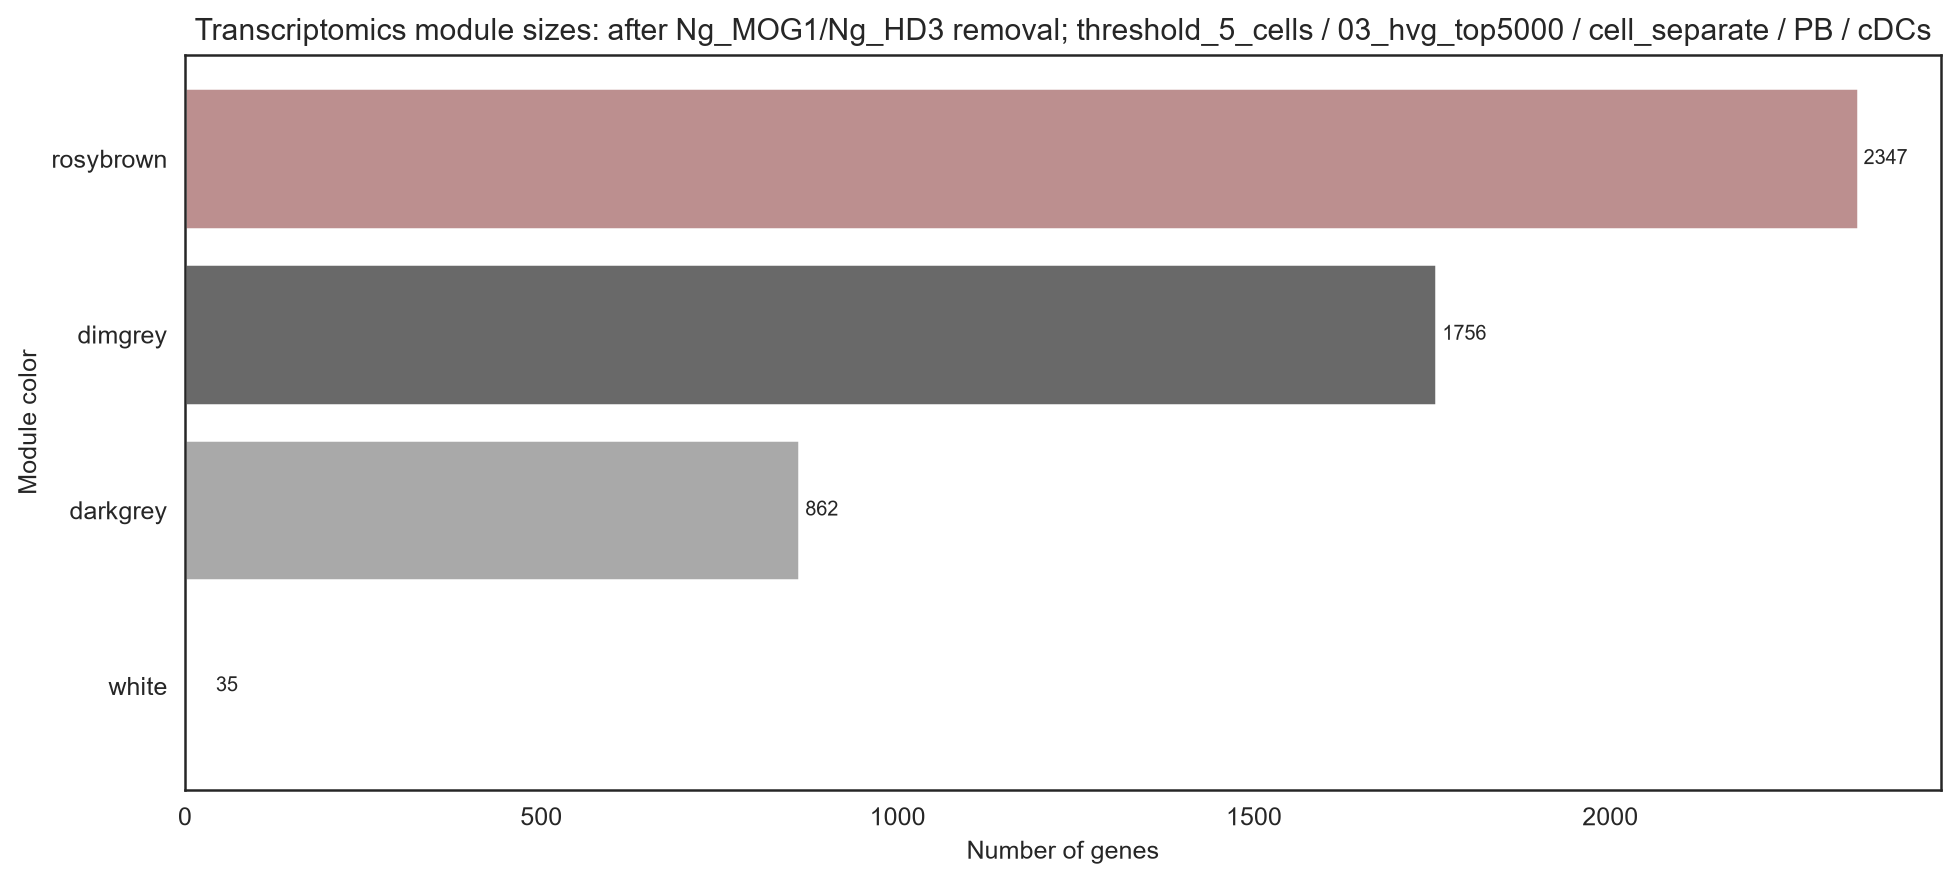 Transcriptomics module sizes: after Ng_MOG1/Ng_HD3 removal; threshold_5_cells / 03_hvg_top5000 / cell_separate / PB / cDCs
Module color
rosybrown
2347
dimgrey
1756
darkgrey
862
white
35
0
500
1000
1500
2000
Number of genes